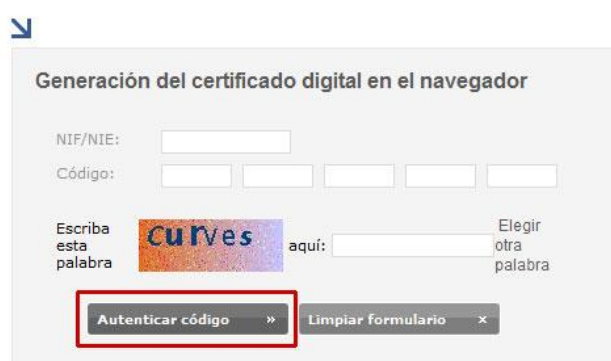 Generación del certificado digital en el navegador
NIF/NIE:
Código:
Escriba
esta
palabra
curves
aquí:
Elegir
otra
palabra
Autenticar código »
Limpiar formulario ×